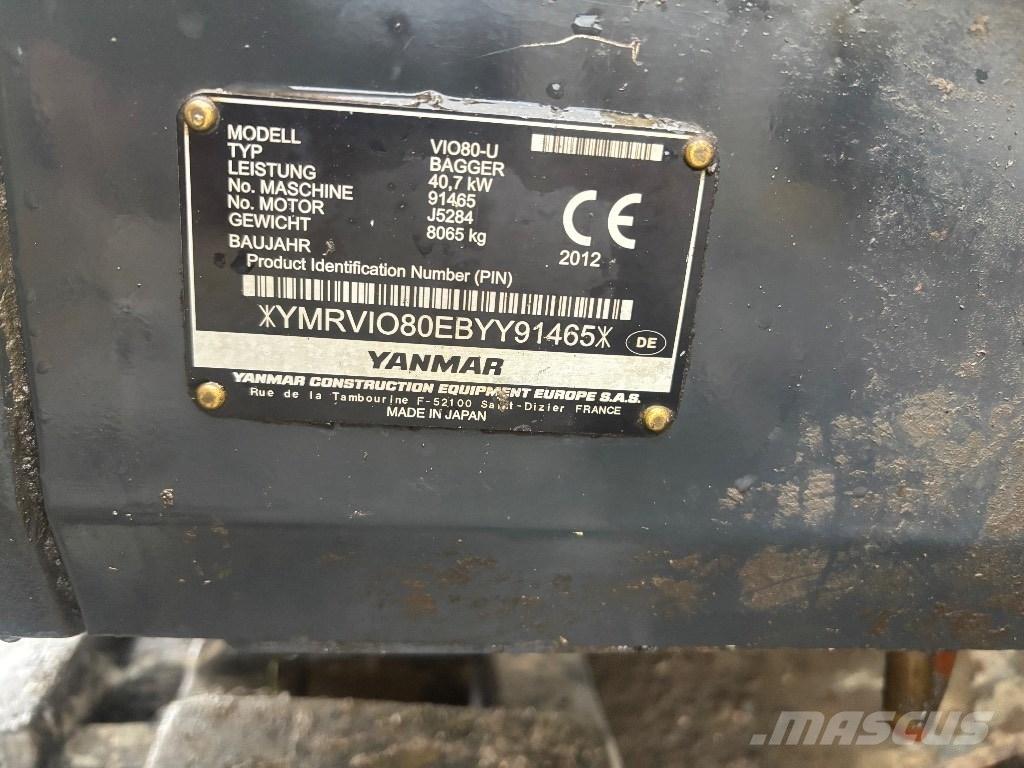 MODELL VIO80-U
TYP BAGGER
LEISTUNG 40,7 kW
No. MASCHINE 91465
No. MOTOR J5284
GEWICHT 8065 kg
BAUJAHR 2012
CE
Product Identification Number (PIN)
*YMRVIO80EBYY91465*
DE
YANMAR
YANMAR CONSTRUCTION EQUIPMENT EUROPE S.A.S.
Rue de la Tambourine F-52100 Saint-Dizier FRANCE
MADE IN JAPAN
MASCUS